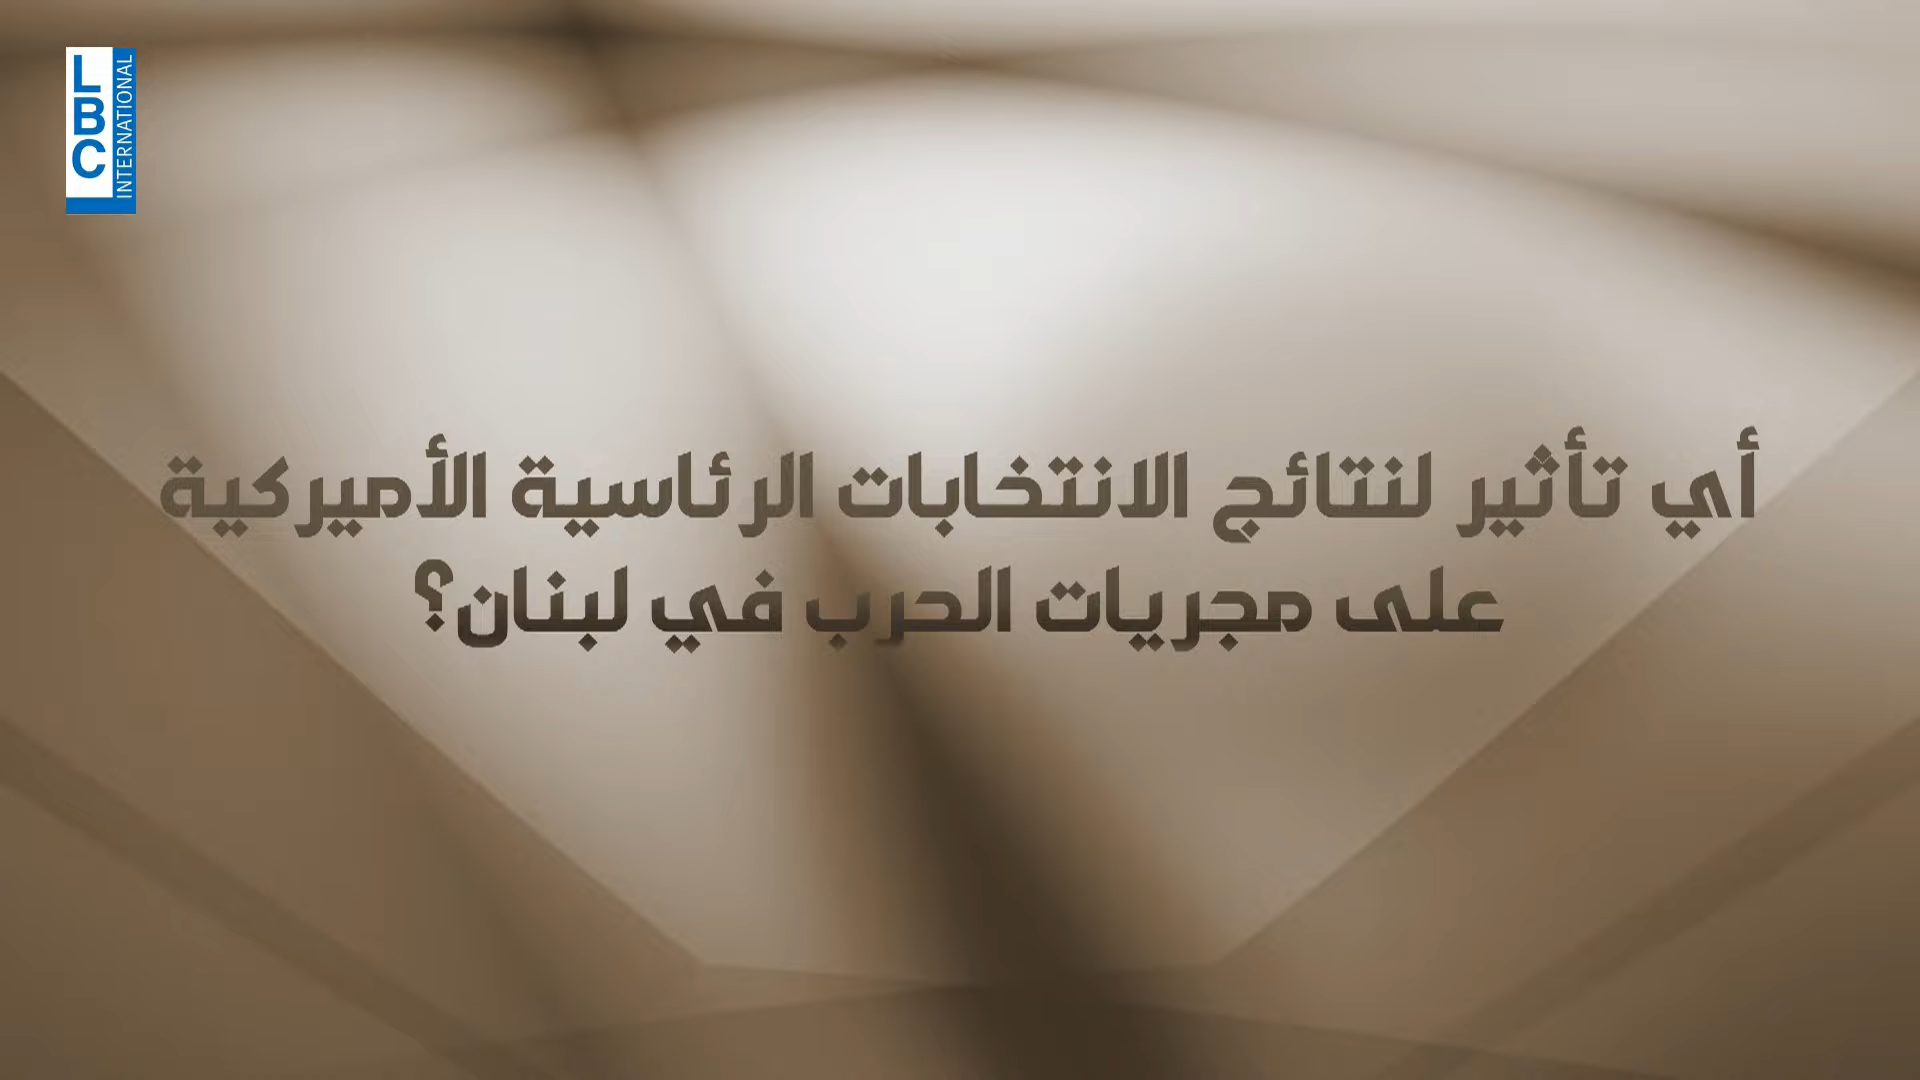 LBC
INTERNATIONAL
أي تأثير لنتائج الانتخابات الرئاسية الأميركية
على مجريات الحرب في لبنان؟